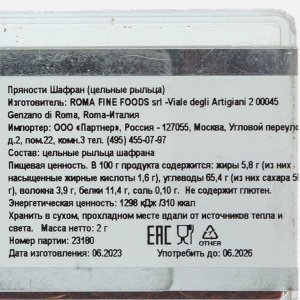 Пряности Шафран (цельные рыльца)
Изготовитель: ROMA FINE FOODS srl -Viale degli Artigiani 2 00045
Genzano di Roma, Roma-Италия
Импортер: ООО «Партнер», Россия - 127055, Москва, Угловой переуло
д.2, пом.22, комн.3 тел. (495) 455-07-97
Состав: цельные рыльца шафрана
Пищевая ценность. В 100 г продукта содержится: жиры 5,8 г (из них
насыщенные жирные кислоты 1,6 г), углеводы 65,4 г (из них сахара
г), волокна 3,9 г, белки 11,4 г, соль 0,10 г. Не содержит глютен.
Энергетическая ценность: 1298 кДж /310 ккал
Хранить в сухом, прохладном месте вдали от источников тепла и
света. Масса нетто: 2 г
Номер партии: 23180
EAC OTHER
Дата изготовления: 06.2023 Употребить до: 06.2026